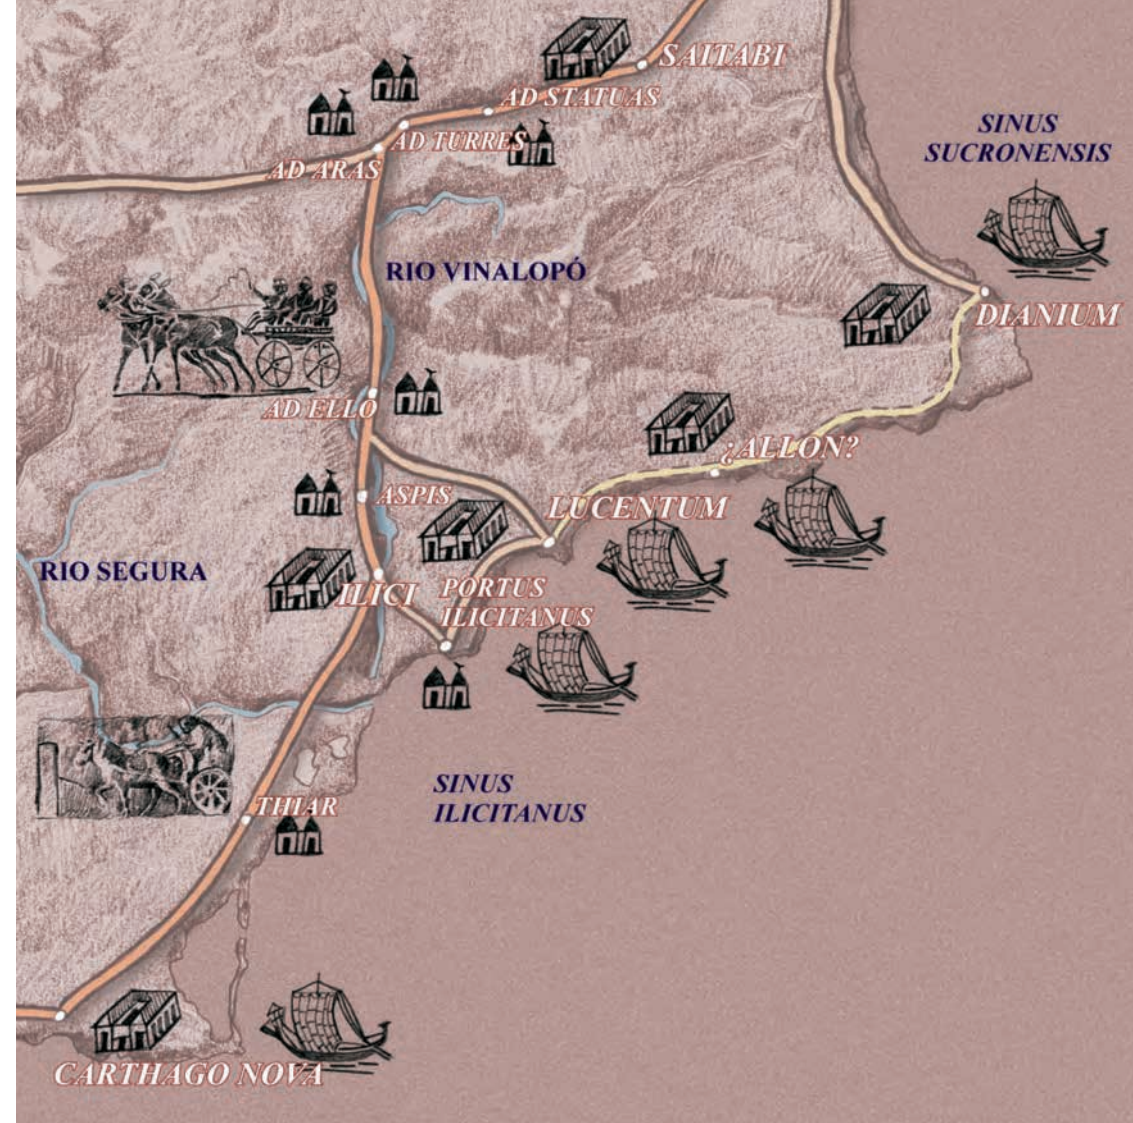 SAITABI
AD STATUAS
SINUS
SUCRONENSIS
AD TURRES
AD ARAS
RIO VINALOPÓ
DIANIUM
AD ELLO
¿ALLON?
ASPIS
LUCENTUM
RIO SEGURA
ILICI
PORTUS
ILICITANUS
SINUS
ILICITANUS
THIAR
CARTHAGO NOVA